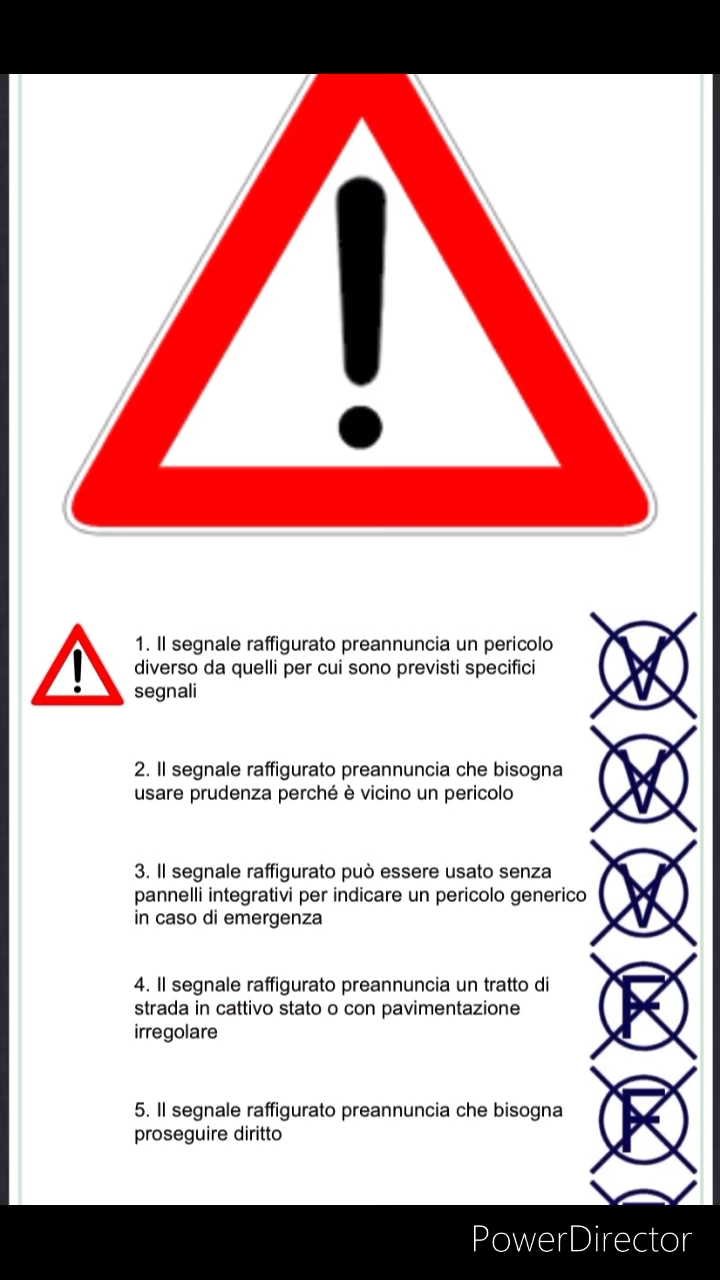 !
!
1. Il segnale raffigurato preannuncia un pericolo
diverso da quelli per cui sono previsti specifici
segnali
V
2. Il segnale raffigurato preannuncia che bisogna
usare prudenza perché è vicino un pericolo
V
3. Il segnale raffigurato può essere usato senza
pannelli integrativi per indicare un pericolo generico
in caso di emergenza
V
4. Il segnale raffigurato preannuncia un tratto di
strada in cattivo stato o con pavimentazione
irregolare
F
5. Il segnale raffigurato preannuncia che bisogna
proseguire diritto
F
PowerDirector